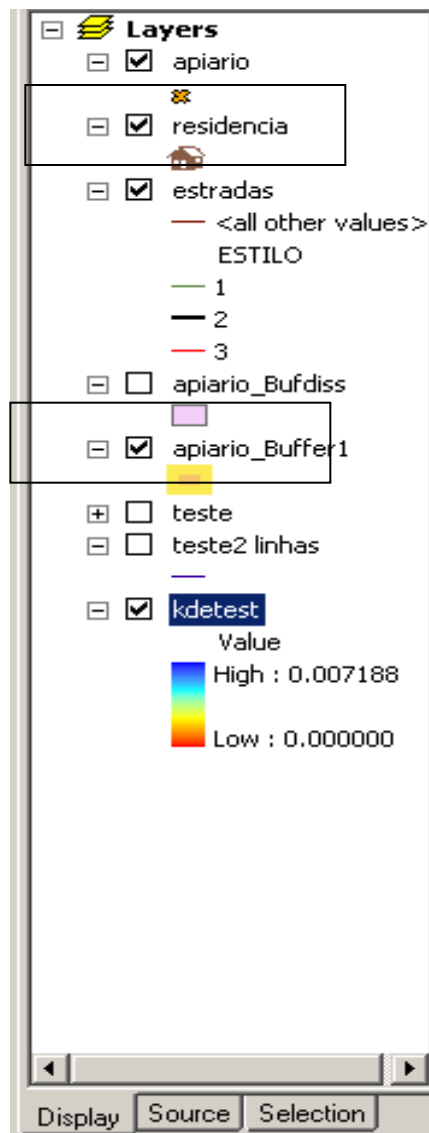 Layers
apiario
residencia
estradas
<all other values>
ESTILO
1
2
3
apiario_Bufdiss
apiario_Buffer1
teste
teste2 linhas
kdetest
Value
High : 0.007188
Low : 0.000000
Display Source Selection